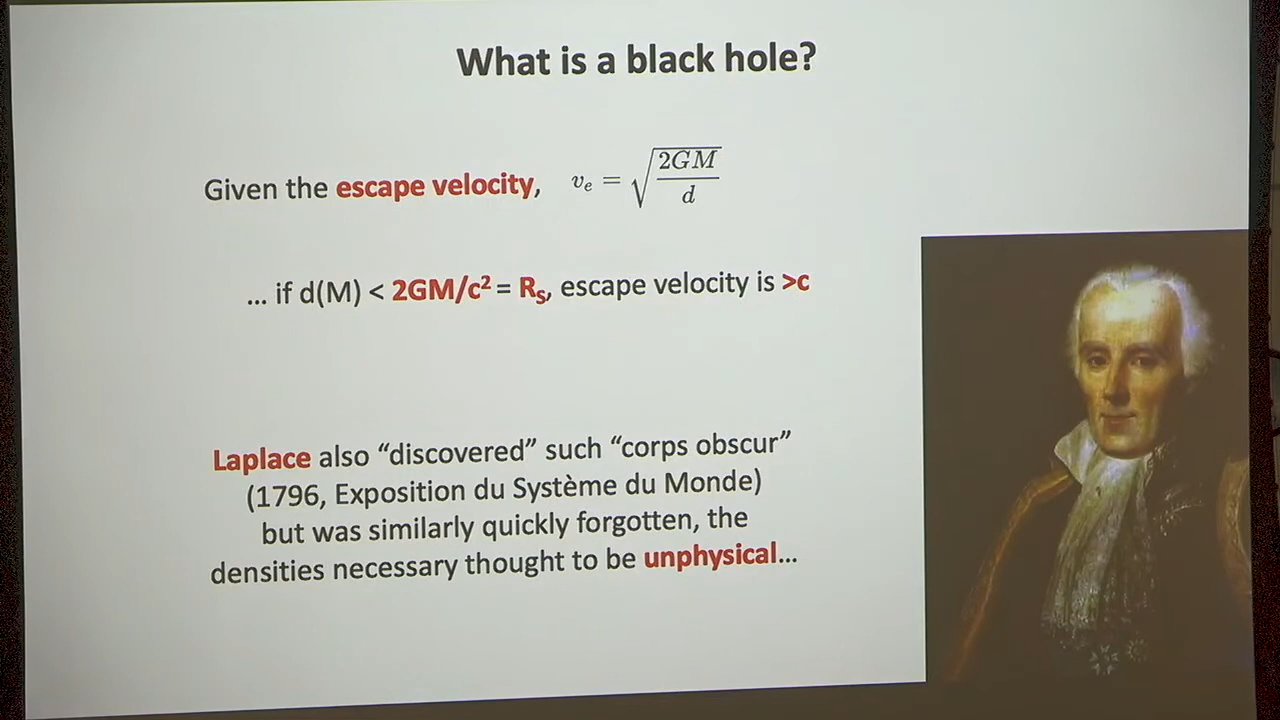 What is a black hole?
Given the escape velocity, v_e = √(2GM/d)
... if d(M) < 2GM/c² = R_S, escape velocity is >c
Laplace also “discovered” such “corps obscur”
(1796, Exposition du Système du Monde)
but was similarly quickly forgotten, the
densities necessary thought to be unphysical...